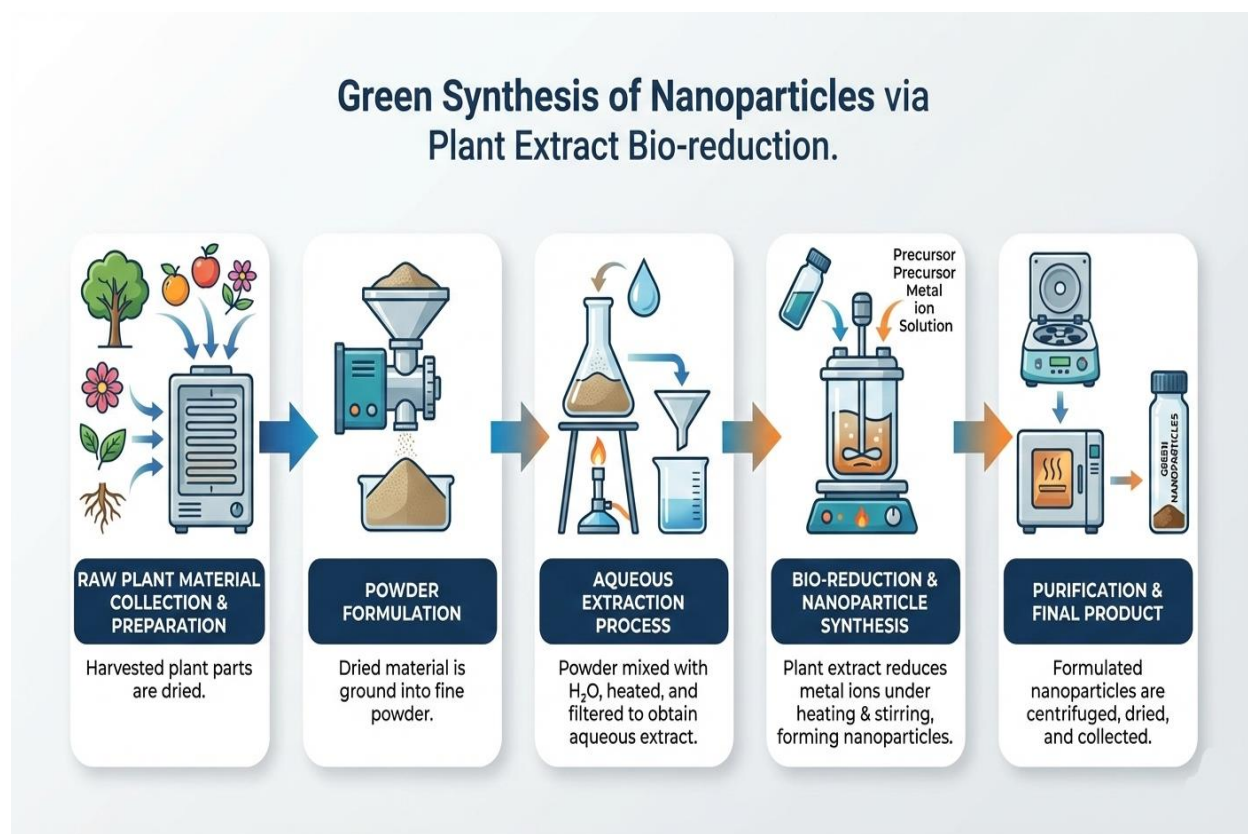 Green Synthesis of Nanoparticles via
Plant Extract Bio-reduction.
Precursor
Precursor
Metal
ion
Solution
NANOPARTICLES
RAW PLANT MATERIAL
COLLECTION &
PREPARATION
Harvested plant parts
are dried.
POWDER
FORMULATION
Dried material is
ground into fine
powder.
AQUEOUS
EXTRACTION
PROCESS
Powder mixed with
H₂O, heated, and
filtered to obtain
aqueous extract.
BIO-REDUCTION &
NANOPARTICLE
SYNTHESIS
Plant extract reduces
metal ions under
heating & stirring,
forming nanoparticles.
PURIFICATION &
FINAL PRODUCT
Formulated
nanoparticles are
centrifuged, dried,
and collected.